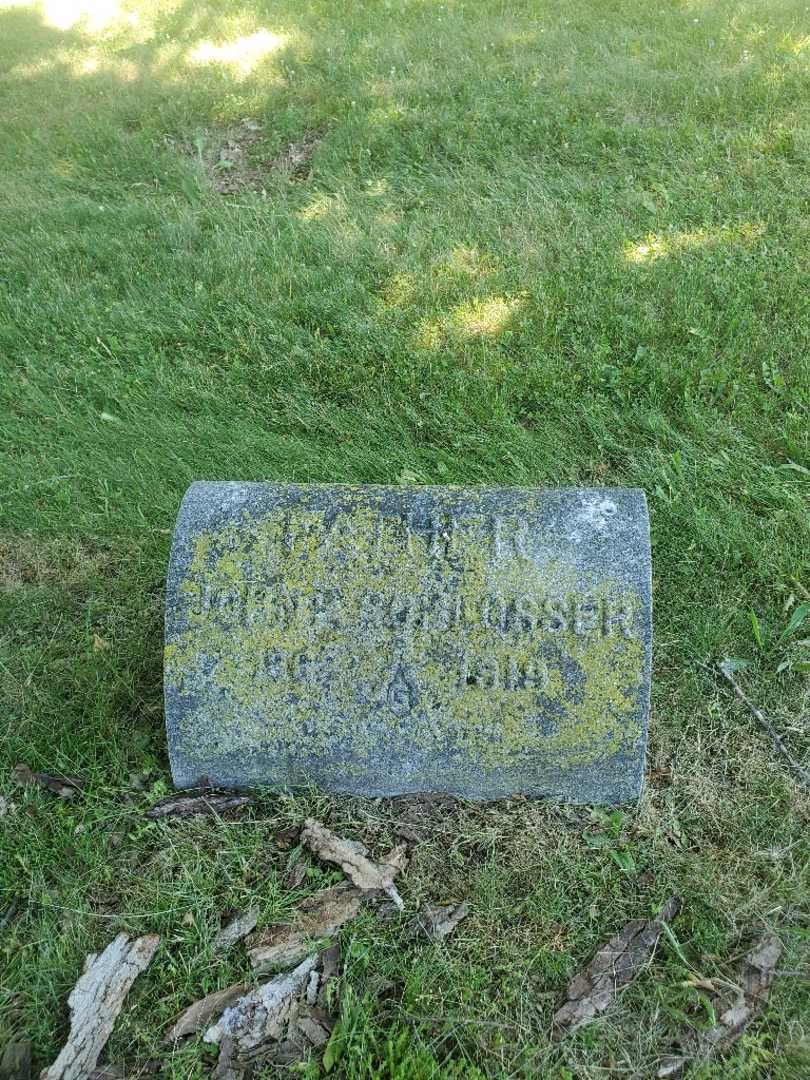 FATHER
JOHN SCHLOSSER
1919
G